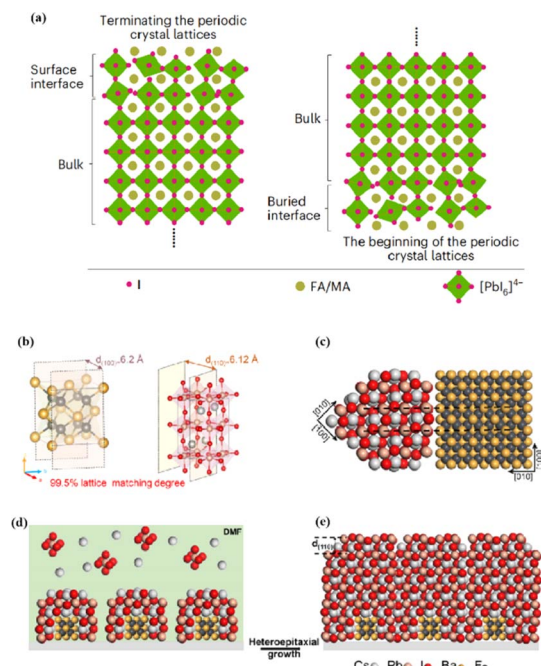 (a)
Terminating the periodic
crystal lattices
Surface
interface
Bulk
Bulk
Buried
interface
The beginning of the periodic
crystal lattices
I
FA/MA
[PbI₆]⁴⁻
(b)
d(100)-6.2 Å
d(110)-6.12 Å
99.5% lattice matching degree
(c)
[010]
[100]
[100]
[010]
(d)
DMF
(e)
d(110)
Heteroepitaxial
growth